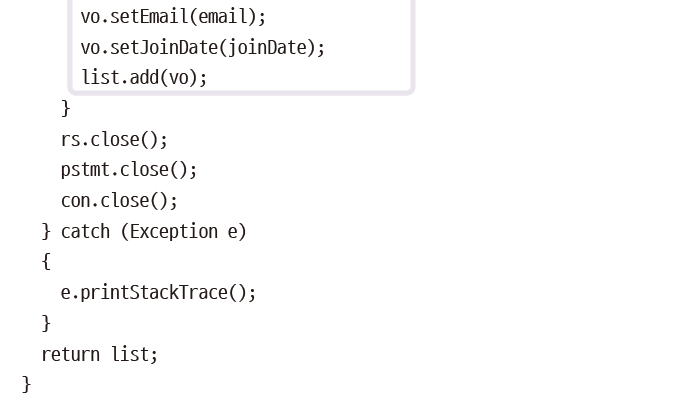 vo.setEmail(email);
vo.setJoinDate(joinDate);
list.add(vo);
}
rs.close();
pstmt.close();
con.close();
} catch (Exception e)
{
e.printStackTrace();
}
return list;
}